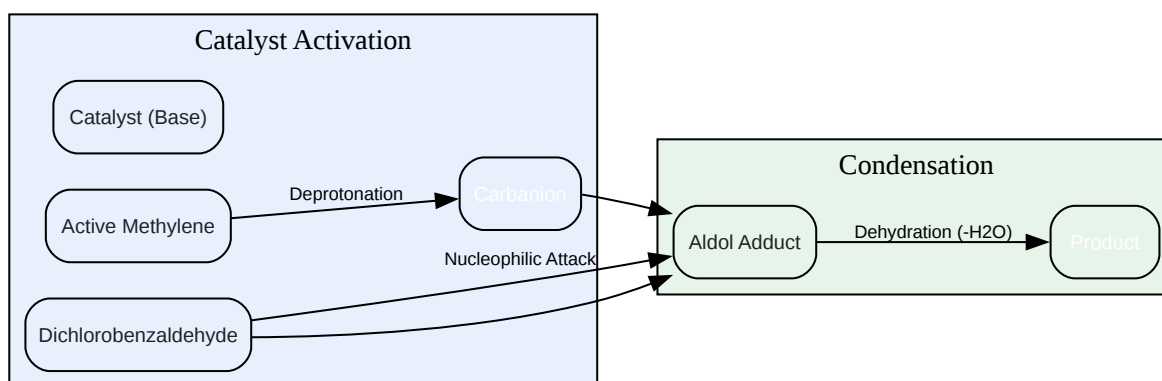 Catalyst Activation
Catalyst (Base)
Active Methylene
Deprotonation
Carbanion
Dichlorobenzaldehyde
Nucleophilic Attack
Condensation
Aldol Adduct
Dehydration (-H2O)
Product